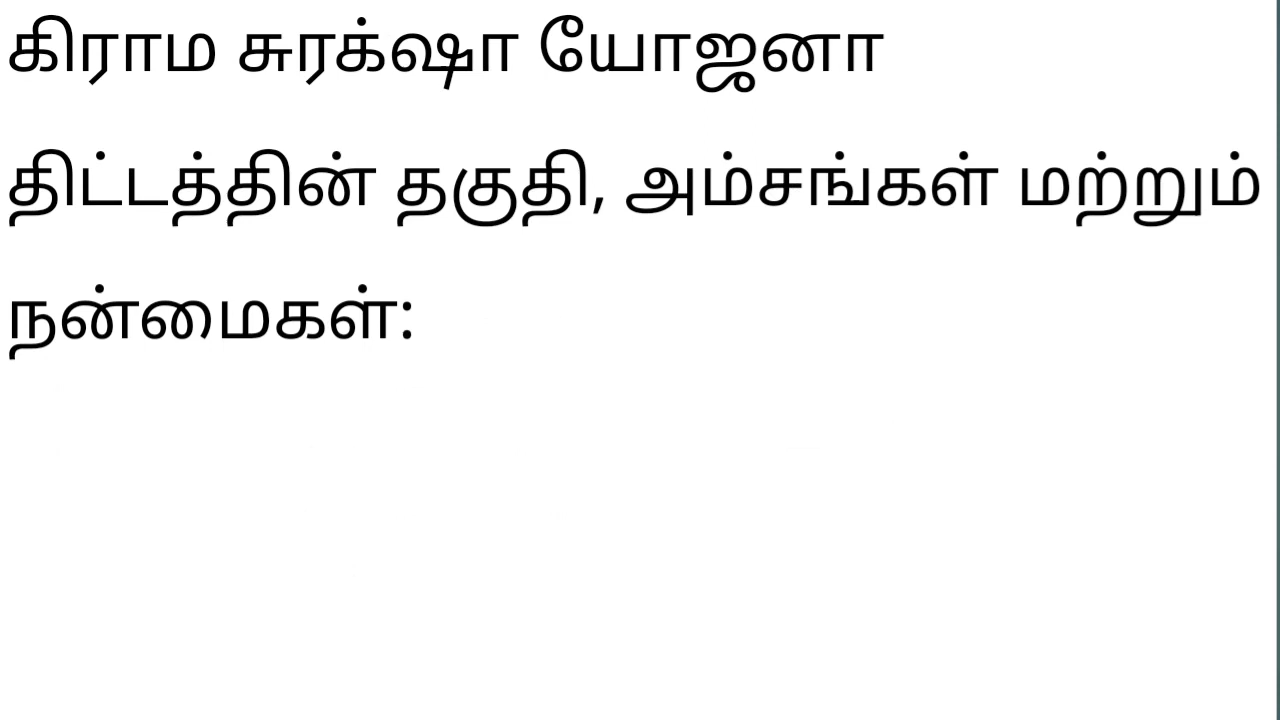 கிராம சுரக்ஷா யோஜனா
திட்டத்தின் தகுதி, அம்சங்கள் மற்றும்
நன்மைகள்: